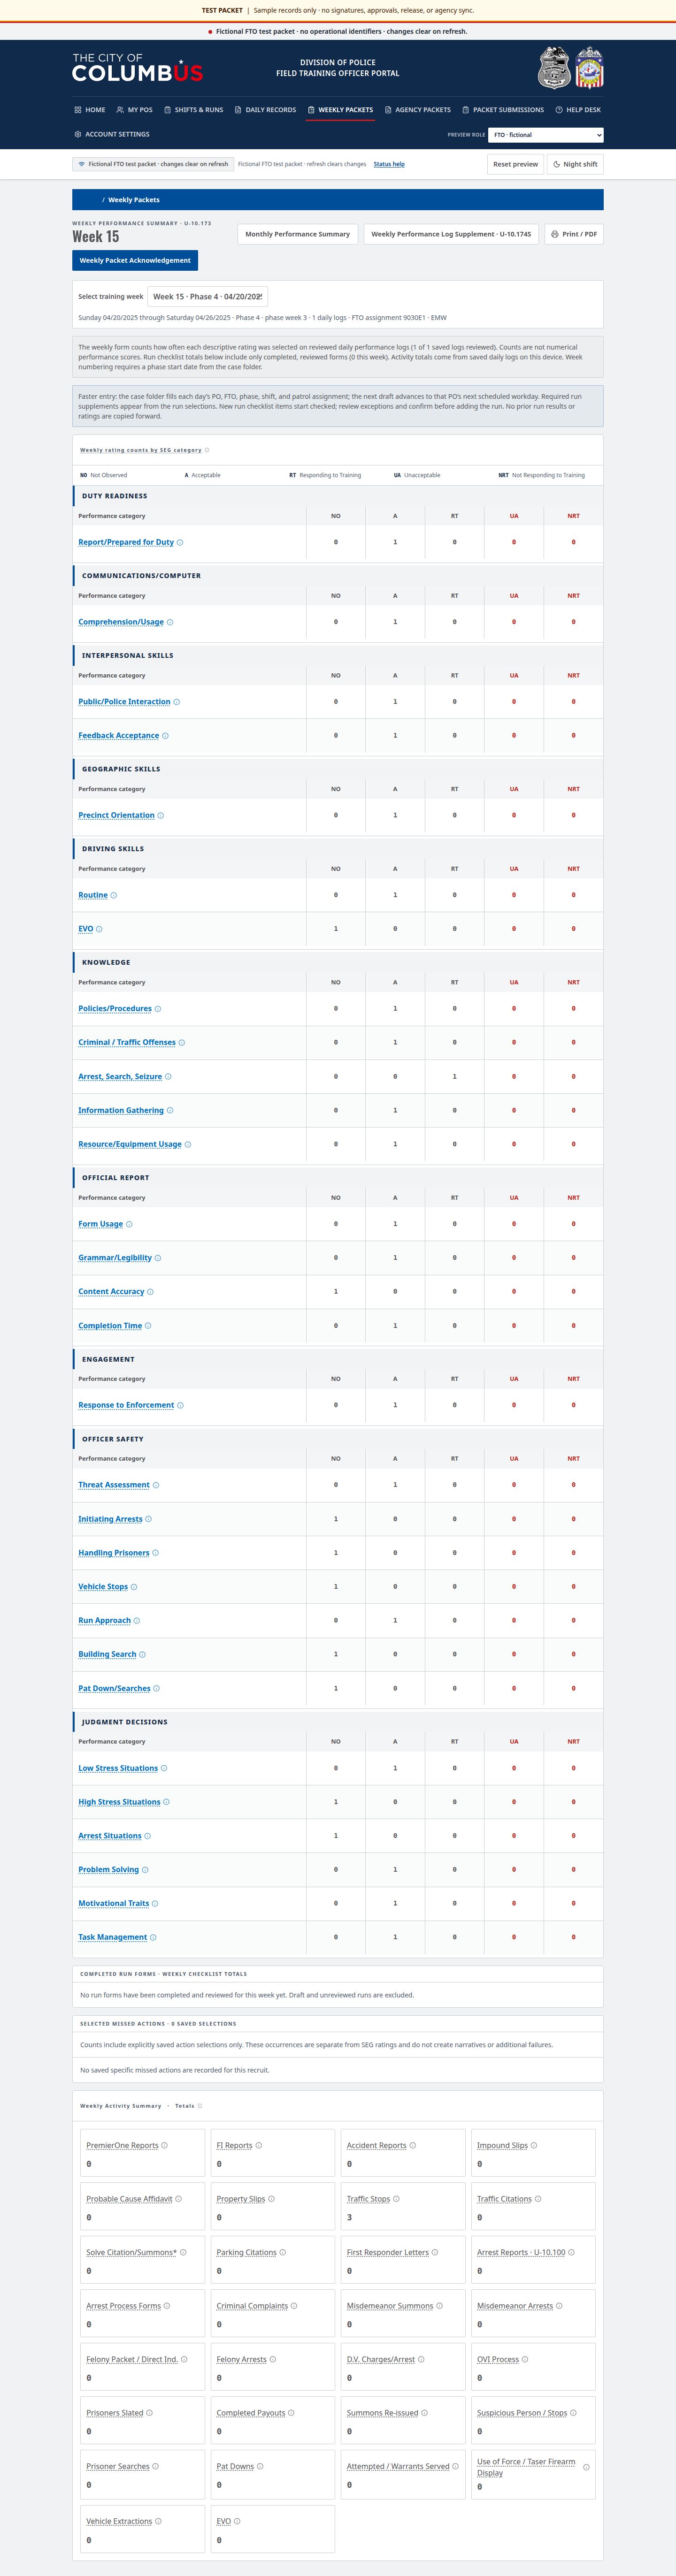 TEST PACKET | Sample records only · no signatures, approvals, release, or agency sync.
Fictional FTO test packet · no operational identifiers · changes clear on refresh.
THE CITY OF
COLUMBUS
DIVISION OF POLICE
FIELD TRAINING OFFICER PORTAL
HOME MY POS SHIFTS & RUNS DAILY RECORDS WEEKLY PACKETS AGENCY PACKETS PACKET SUBMISSIONS HELP DESK
ACCOUNT SETTINGS PREVIEW ROLE FTO · fictional
Fictional FTO test packet · changes clear on refresh Fictional FTO test packet · refresh clears changes Status help Reset preview Night shift
/ Weekly Packets
WEEKLY PERFORMANCE SUMMARY · U-10.173
Week 15
Monthly Performance Summary Weekly Performance Log Supplement · U-10.174S Print / PDF
Weekly Packet Acknowledgement
Select training week Week 15 · Phase 4 · 04/20/202
Sunday 04/20/2025 through Saturday 04/26/2025 · Phase 4 · phase week 3 · 1 daily logs · FTO assignment 9030E1 · EMW
The weekly form counts how often each descriptive rating was selected on reviewed daily performance logs (1 of 1 saved logs reviewed). Counts are not numerical
performance scores. Run checklist totals below include only completed, reviewed forms (0 this week). Activity totals come from saved daily logs on this device. Week
numbering requires a phase start date from the case folder.
Faster entry: the case folder fills each day's PO, FTO, phase, shift, and patrol assignment; the next draft advances to that PO's next scheduled workday. Required run
supplements appear from the run selections. New run checklist items start checked; review exceptions and confirm before adding the run. No prior run results or
ratings are copied forward.
Weekly rating counts by SEG category
NO Not Observed A Acceptable RT Responding to Training UA Unacceptable NRT Not Responding to Training
DUTY READINESS
Performance category NO A RT UA NRT
Report/Prepared for Duty 0 1 0 0 0
COMMUNICATIONS/COMPUTER
Performance category NO A RT UA NRT
Comprehension/Usage 0 1 0 0 0
INTERPERSONAL SKILLS
Performance category NO A RT UA NRT
Public/Police Interaction 0 1 0 0 0
Feedback Acceptance 0 1 0 0 0
GEOGRAPHIC SKILLS
Performance category NO A RT UA NRT
Precinct Orientation 0 1 0 0 0
DRIVING SKILLS
Performance category NO A RT UA NRT
Routine 0 1 0 0 0
EVO 1 0 0 0 0
KNOWLEDGE
Performance category NO A RT UA NRT
Policies/Procedures 0 1 0 0 0
Criminal / Traffic Offenses 0 1 0 0 0
Arrest, Search, Seizure 0 0 1 0 0
Information Gathering 0 1 0 0 0
Resource/Equipment Usage 0 1 0 0 0
OFFICIAL REPORT
Performance category NO A RT UA NRT
Form Usage 0 1 0 0 0
Grammar/Legibility 0 1 0 0 0
Content Accuracy 1 0 0 0 0
Completion Time 0 1 0 0 0
ENGAGEMENT
Performance category NO A RT UA NRT
Response to Enforcement 0 1 0 0 0
OFFICER SAFETY
Performance category NO A RT UA NRT
Threat Assessment 0 1 0 0 0
Initiating Arrests 1 0 0 0 0
Handling Prisoners 1 0 0 0 0
Vehicle Stops 1 0 0 0 0
Run Approach 0 1 0 0 0
Building Search 1 0 0 0 0
Pat Down/Searches 1 0 0 0 0
JUDGMENT DECISIONS
Performance category NO A RT UA NRT
Low Stress Situations 0 1 0 0 0
High Stress Situations 1 0 0 0 0
Arrest Situations 1 0 0 0 0
Problem Solving 0 1 0 0 0
Motivational Traits 0 1 0 0 0
Task Management 0 1 0 0 0
COMPLETED RUN FORMS · WEEKLY CHECKLIST TOTALS
No run forms have been completed and reviewed for this week yet. Draft and unreviewed runs are excluded.
SELECTED MISSED ACTIONS · 0 SAVED SELECTIONS
Counts include explicitly saved action selections only. These occurrences are separate from SEG ratings and do not create narratives or additional failures.
No saved specific missed actions are recorded for this recruit.
Weekly Activity Summary · Totals
PremierOne Reports FI Reports Accident Reports Impound Slips
0 0 0 0
Probable Cause Affidavit Property Slips Traffic Stops Traffic Citations
0 0 3 0
Solve Citation/Summons* Parking Citations First Responder Letters Arrest Reports · U-10.100
0 0 0 0
Arrest Process Forms Criminal Complaints Misdemeanor Summons Misdemeanor Arrests
0 0 0 0
Felony Packet / Direct Ind. Felony Arrests D.V. Charges/Arrest OVI Process
0 0 0 0
Prisoners Slated Completed Payouts Summons Re-issued Suspicious Person / Stops
0 0 0 0
Prisoner Searches Pat Downs Attempted / Warrants Served Use of Force / Taser Firearm
Display
0 0 0 0
Vehicle Extractions EVO
0 0